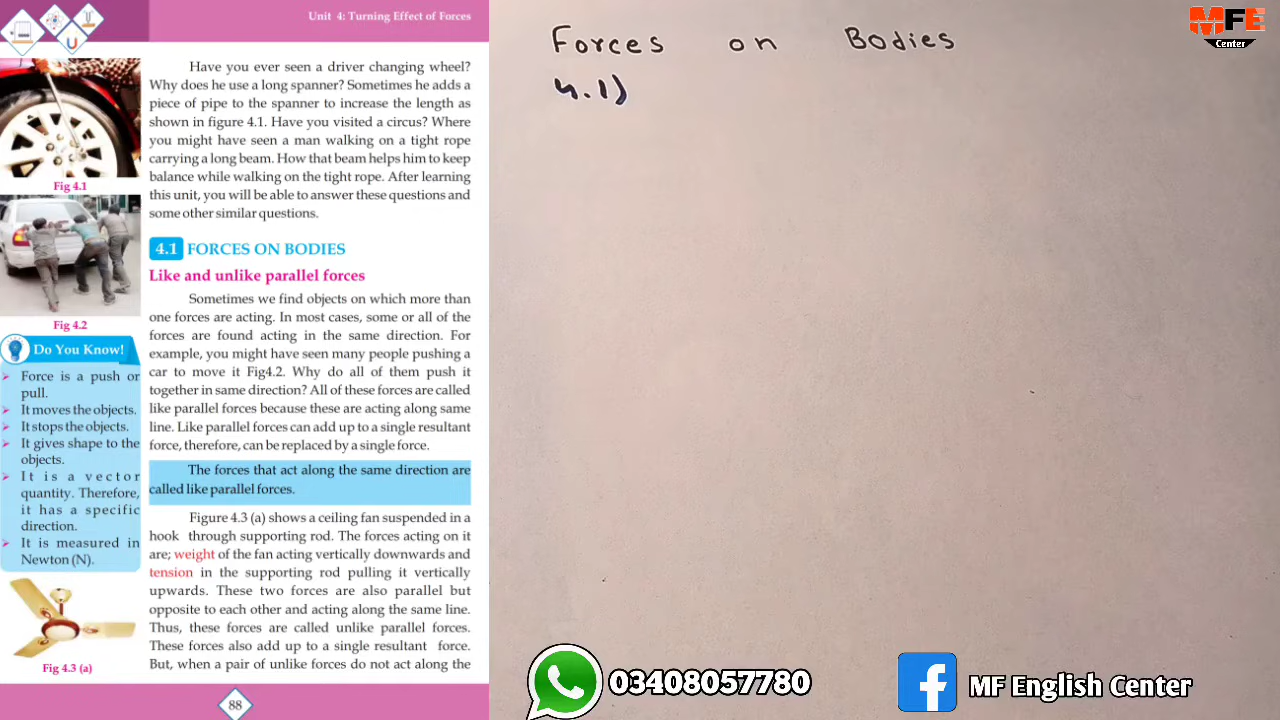 Unit 4: Turning Effect of Forces
Have you ever seen a driver changing wheel?
Why does he use a long spanner? Sometimes he adds a
piece of pipe to the spanner to increase the length as
shown in figure 4.1. Have you visited a circus? Where
you might have seen a man walking on a tight rope
carrying a long beam. How that beam helps him to keep
balance while walking on the tight rope. After learning
this unit, you will be able to answer these questions and
some other similar questions.
Fig 4.1
Fig 4.2
4.1 FORCES ON BODIES
Like and unlike parallel forces
Sometimes we find objects on which more than
one forces are acting. In most cases, some or all of the
forces are found acting in the same direction. For
example, you might have seen many people pushing a
car to move it Fig4.2. Why do all of them push it
together in same direction? All of these forces are called
like parallel forces because these are acting along same
line. Like parallel forces can add up to a single resultant
force, therefore, can be replaced by a single force.
The forces that act along the same direction are
called like parallel forces.
Figure 4.3 (a) shows a ceiling fan suspended in a
hook through supporting rod. The forces acting on it
are; weight of the fan acting vertically downwards and
tension in the supporting rod pulling it vertically
upwards. These two forces are also parallel but
opposite to each other and acting along the same line.
Thus, these forces are called unlike parallel forces.
These forces also add up to a single resultant force.
But, when a pair of unlike forces do not act along the
Do You Know!
Force is a push or
pull.
It moves the objects.
It stops the objects.
It gives shape to the
objects.
It is a vector
quantity. Therefore,
it has a specific
direction.
It is measured in
Newton (N).
Fig 4.3 (a)
88
Forces on Bodies
4.1)
MFE
Center
03408057780
MF English Center